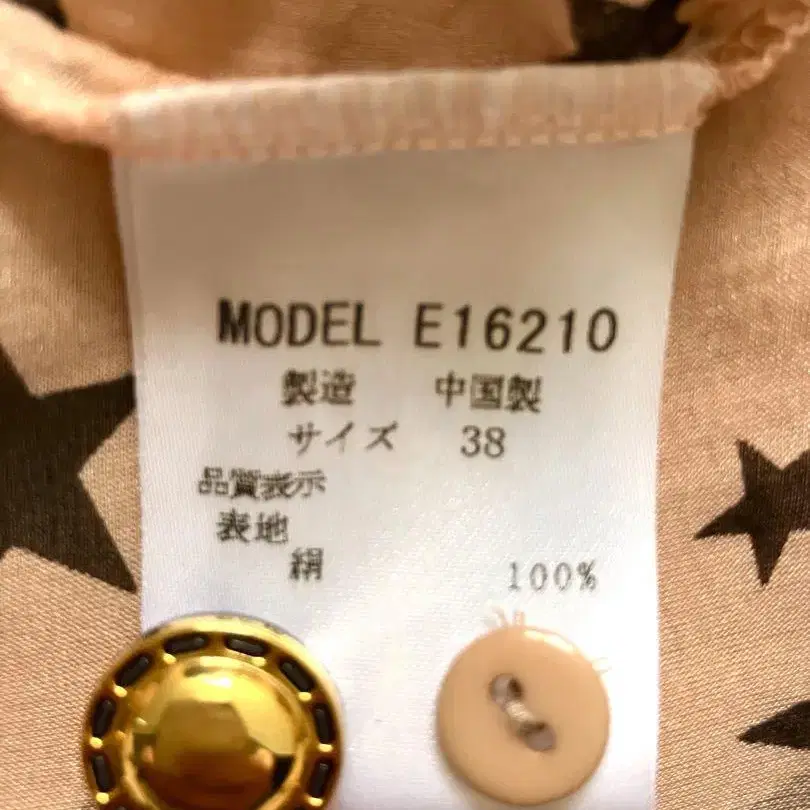 MODEL E16210
製造 中国製
サイズ 38
品質表示
表地
絹 100%